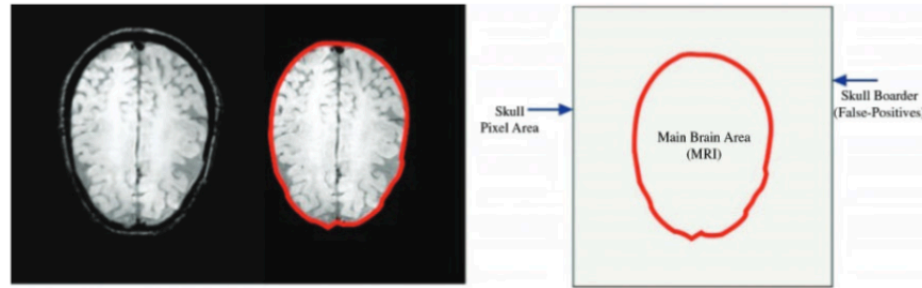 Skull
Pixel Area
Main Brain Area
(MRI)
Skull Boarder
(False-Positives)